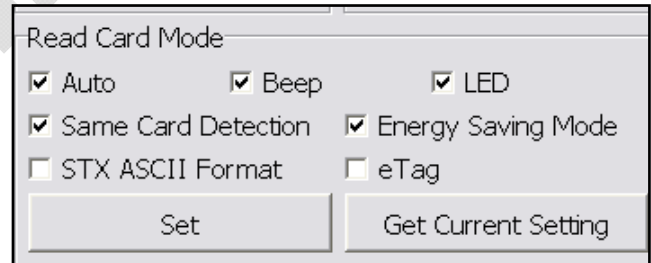 Read Card Mode
Auto Beep LED
Same Card Detection Energy Saving Mode
STX ASCII Format eTag
Set Get Current Setting